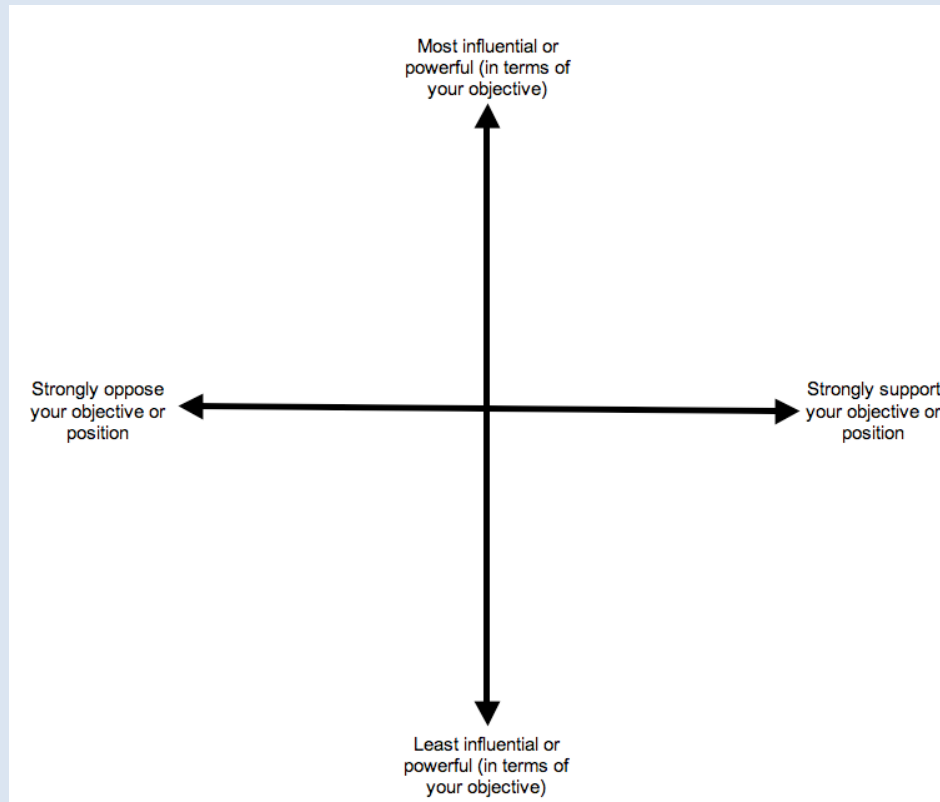 Most influential or
powerful (in terms of
your objective)
Strongly oppose
your objective or
position
Strongly support
your objective or
position
Least influential or
powerful (in terms of
your objective)